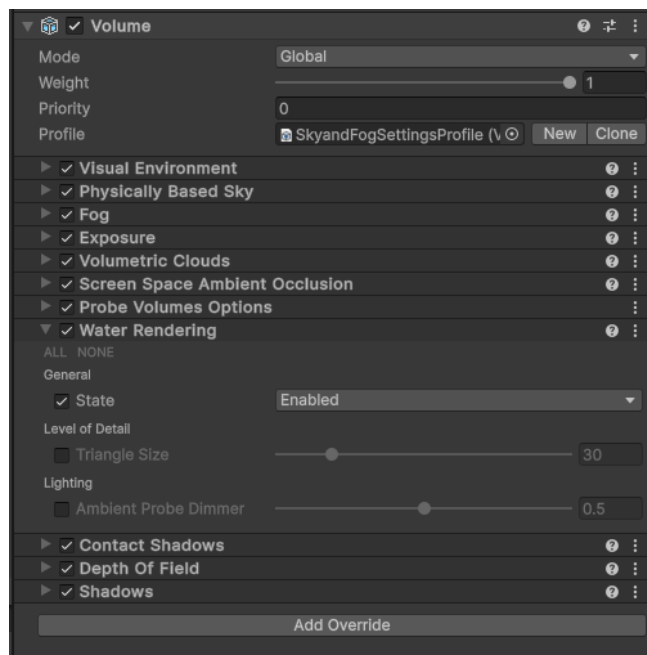 Volume
Mode Global
Weight 1
Priority 0
Profile SkyandFogSettingsProfile (V New Clone
Visual Environment
Physically Based Sky
Fog
Exposure
Volumetric Clouds
Screen Space Ambient Occlusion
Probe Volumes Options
Water Rendering
ALL NONE
General
State Enabled
Level of Detail
Triangle Size 30
Lighting
Ambient Probe Dimmer 0.5
Contact Shadows
Depth Of Field
Shadows
Add Override